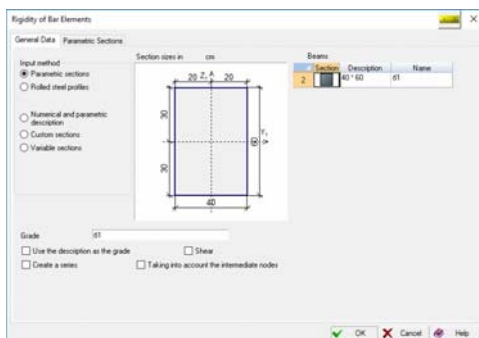 Rigidity of Bar Elements
General Data Parametric Sections
Input method
Parametric sections
Rolled steel profiles
Numerical and parametric description
Custom sections
Variable sections
Section sizes in cm
20 Z, A 20
30
30
60
40
Beams
Section Description Name
2 40 * 60 61
Grade 61
Use the description as the grade
Shear
Create a series
Taking into account the intermediate nodes
OK Cancel Help